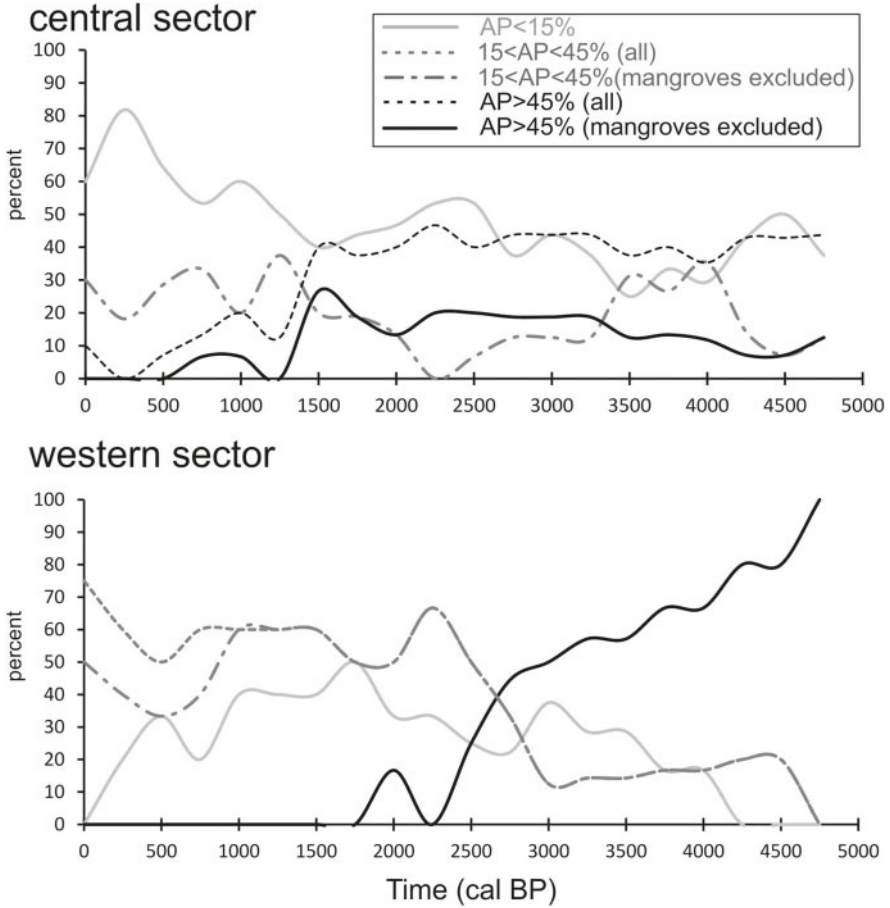 central sector
AP<15%
15<AP<45% (all)
15<AP<45%(mangroves excluded)
AP>45% (all)
AP>45% (mangroves excluded)
percent
100
90
80
70
60
50
40
30
20
10
0
0 500 1000 1500 2000 2500 3000 3500 4000 4500 5000
western sector
percent
100
90
80
70
60
50
40
30
20
10
0
0 500 1000 1500 2000 2500 3000 3500 4000 4500 5000
Time (cal BP)